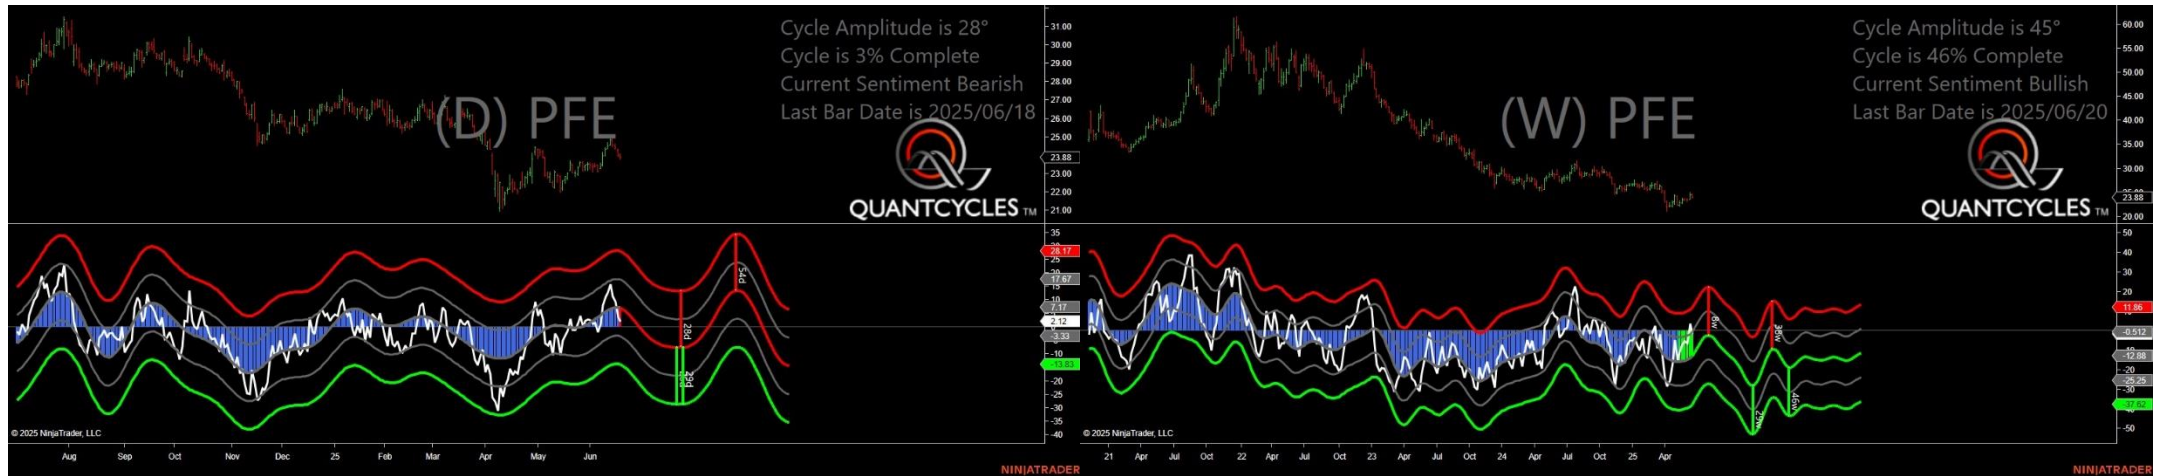 Cycle Amplitude is 28°
Cycle is 3% Complete
Current Sentiment Bearish
Last Bar Date is 2025/06/18
(D) PFE
QUANTCYCLES TM
31.00
30.00
29.00
28.00
27.00
26.00
25.00
23.88
23.00
22.00
21.00
35
28.17
25
17.67
10
7.17
2.12
-3.33
-10
-13.83
-20
-25
-30
-35
-40
54d
28d
29d
© 2025 NinjaTrader, LLC
Aug Sep Oct Nov Dec 25 Feb Mar Apr May Jun
NINJATRADER
Cycle Amplitude is 45°
Cycle is 46% Complete
Current Sentiment Bullish
Last Bar Date is 2025/06/20
(W) PFE
QUANTCYCLES TM
60.00
55.00
50.00
45.00
40.00
35.00
30.00
23.88
20.00
50
40
30
20
11.86
-0.512
-12.88
-20
-25.25
-30
-37.62
-50
8w
38w
29w
46w
© 2025 NinjaTrader, LLC
21 Apr Jul Oct 22 Apr Jul Oct 23 Apr Jul Oct 24 Apr Jul Oct 25 Apr
NINJATRADER